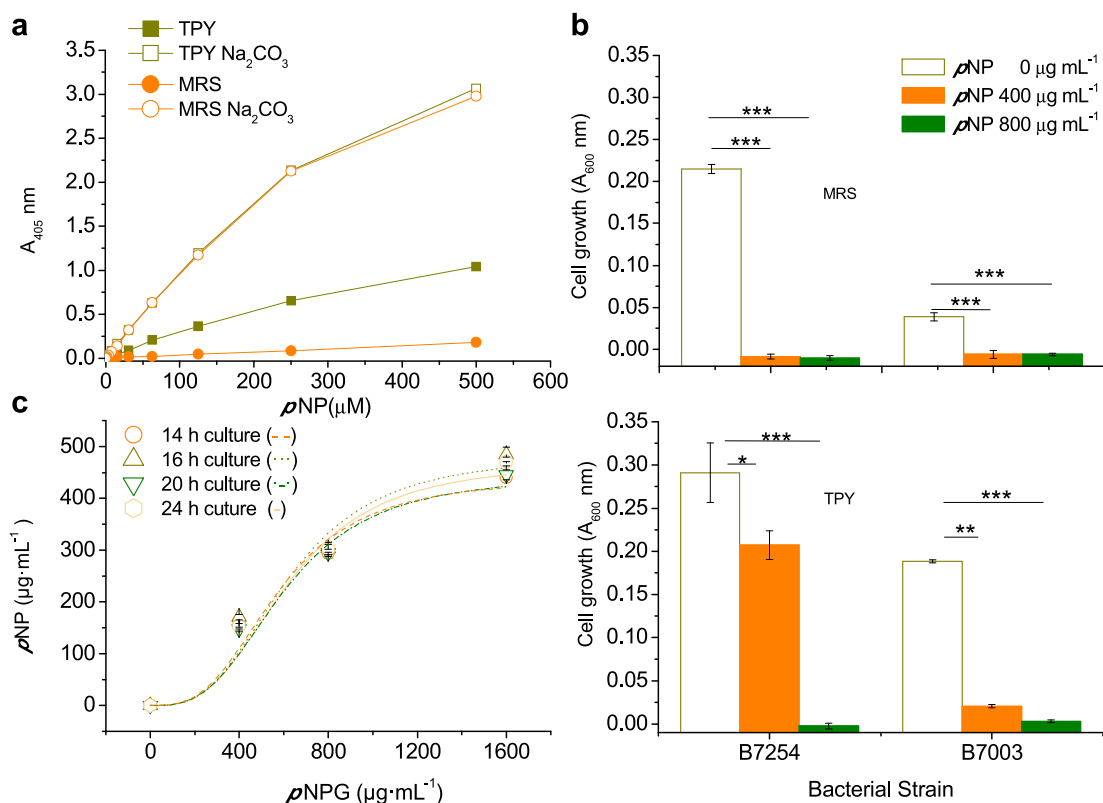 a
TPY
TPY Na₂CO₃
MRS
MRS Na₂CO₃
3.5
3.0
2.5
2.0
1.5
1.0
0.5
0.0
A₄₀₅ nm
0 100 200 300 400 500 600
pNP(μM)
b
pNP 0 μg mL⁻¹
pNP 400 μg mL⁻¹
pNP 800 μg mL⁻¹
0.35
0.30
0.25
0.20
0.15
0.10
0.05
0.00
Cell growth (A₆₀₀ nm)
***
***
MRS
***
***
c
14 h culture (--)
16 h culture (···)
20 h culture (-·-)
24 h cuture (-)
500
400
300
200
100
0
pNP (μg·mL⁻¹)
0 400 800 1200 1600
pNPG (μg·mL⁻¹)
0.35
0.30
0.25
0.20
0.15
0.10
0.05
0.00
Cell growth (A₆₀₀ nm)
***
*
TPY
***
**
B7254 B7003
Bacterial Strain